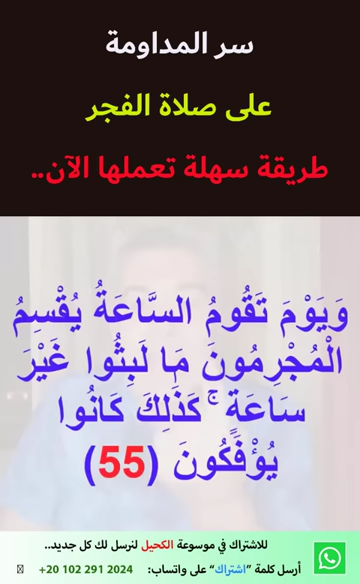 سر المداومة
على صلاة الفجر
طريقة سهلة تعملها الآن..
وَيَوْمَ تَقُومُ السَّاعَةُ يُقْسِمُ
الْمُجْرِمُونَ مَا لَبِثُوا غَيْرَ
سَاعَةٍ ۚ كَذَلِكَ كَانُوا
يُؤْفَكُونَ (55)
للاشتراك في موسوعة الكحيل لنرسل لك كل جديد..
أرسل كلمة "اشتراك" على واتساب: +20 102 291 2024